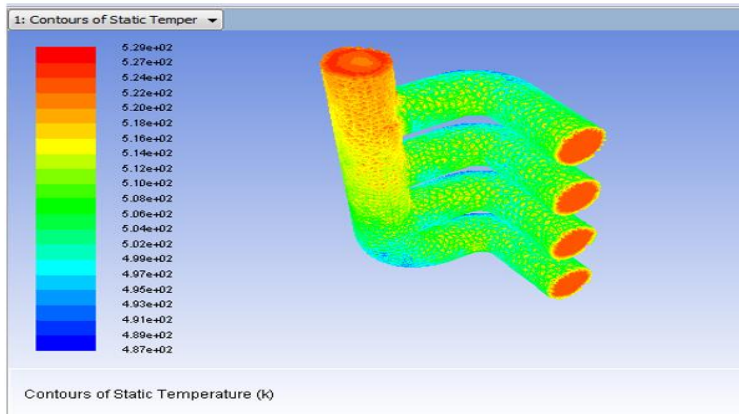 1: Contours of Static Temper
5.29e+02
5.27e+02
5.24e+02
5.22e+02
5.20e+02
5.18e+02
5.16e+02
5.14e+02
5.12e+02
5.10e+02
5.08e+02
5.06e+02
5.04e+02
5.02e+02
4.99e+02
4.97e+02
4.95e+02
4.93e+02
4.91e+02
4.89e+02
4.87e+02
Contours of Static Temperature (k)